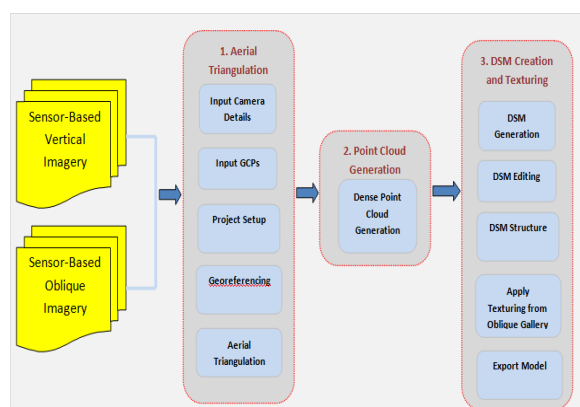 Sensor-Based
Vertical
Imagery
Sensor-Based
Oblique
Imagery
1. Aerial
Triangulation
Input Camera
Details
Input GCPs
Project Setup
Georeferencing
Aerial
Triangulation
2. Point Cloud
Generation
Dense Point
Cloud
Generation
3. DSM Creation
and Texturing
DSM
Generation
DSM Editing
DSM Structure
Apply
Texturing from
Oblique Gallery
Export Model